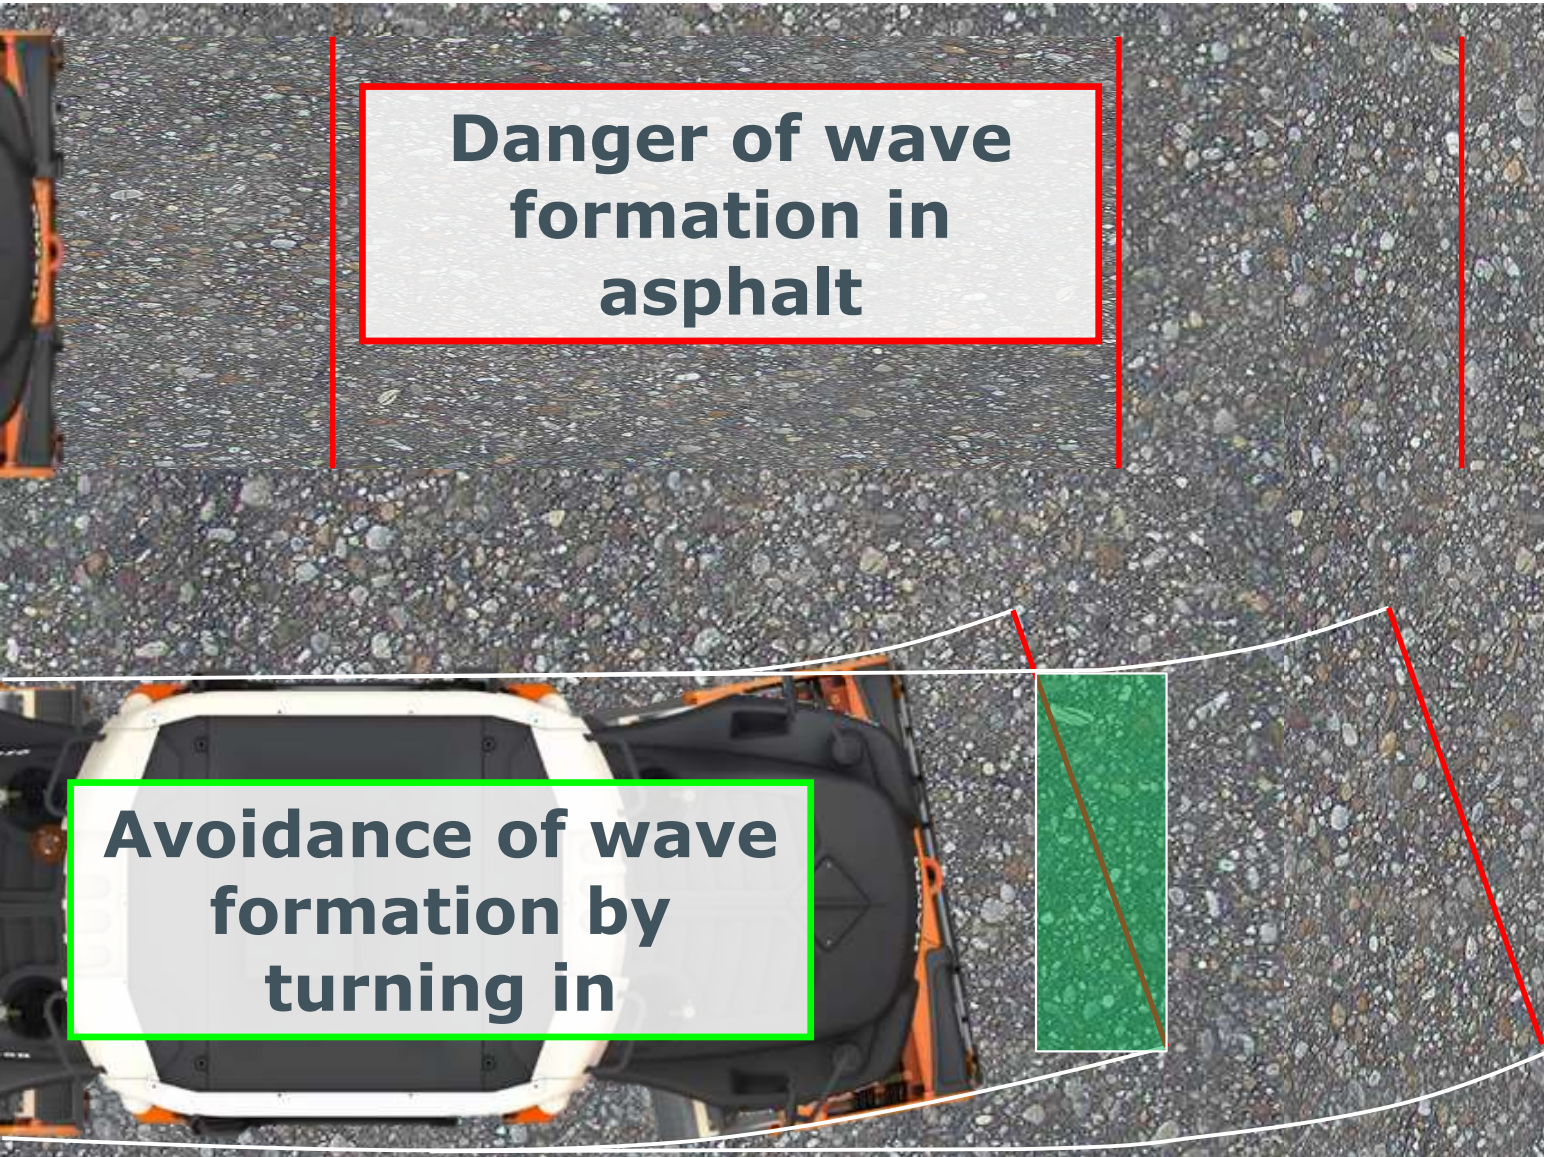 Danger of wave
formation in
asphalt
Avoidance of wave
formation by
turning in